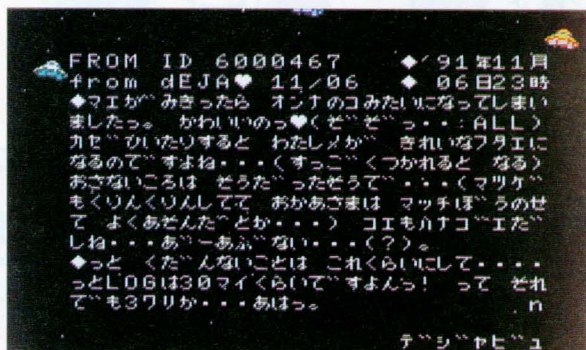 FROM ID 6000467 ◆'91年11月
from dEJA♥ 11/06 ◆ 06日23時
◆マエが゛みきったら オンナのコみたいになってしまい
ましたっ。 かわいいのっ♥(ぞ゛ぞ゛っ・・:ALL)
カセ゛ひいたりすると わたしメが゛ きれいなフタエに
なるので゛すよね・・・(すっこ゛くつかれると なる)
おさないころは そうだ゛ったそうで゛・・・(マツゲ゛
もくりんくりんしてて おかあさまは マッチぼ゛うのせ
て よくあそんだ゛とか・・・) コエもハナコ゛エだ゛
しね・・・あ゛ーあふ゛ない・・・(?)。
◆っと くだ゛んないことは これくらいにして・・・・
っとLOGは30マイくらいで゛すよんっ! って それ
で゛も3ワリか・・・あはっ。 n
デ゛ジ゛ャビ゛ュ